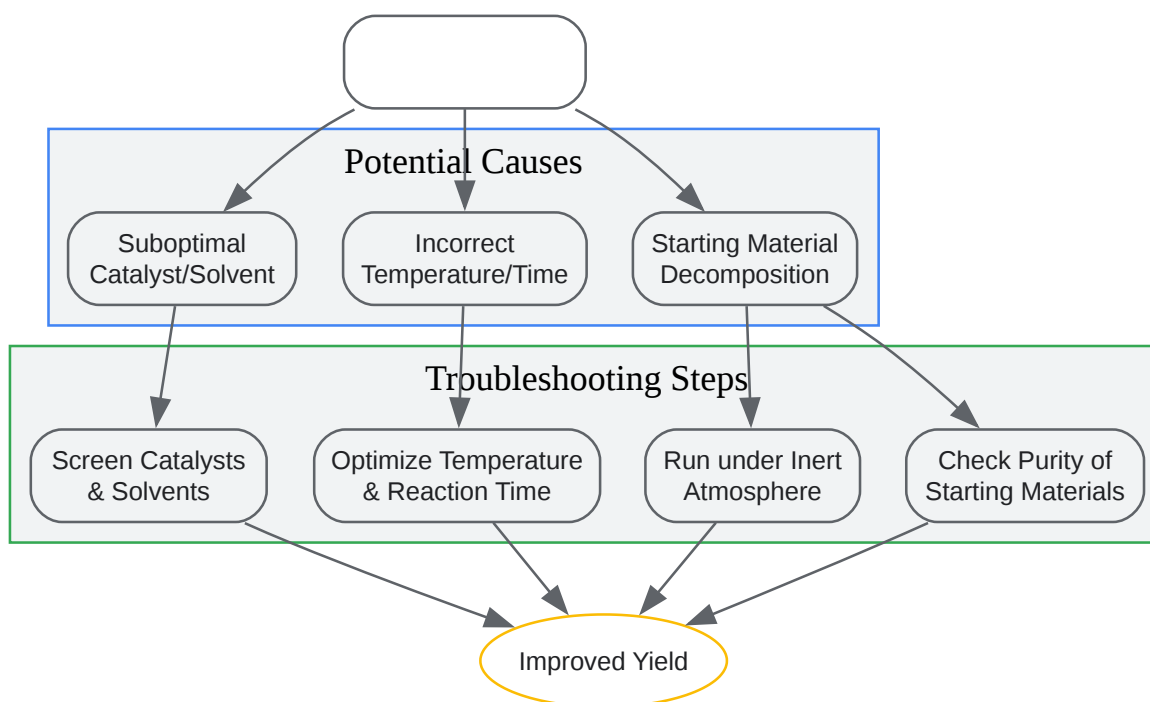 Potential Causes
Suboptimal
Catalyst/Solvent
Incorrect
Temperature/Time
Starting Material
Decomposition
Troubleshooting Steps
Screen Catalysts
& Solvents
Optimize Temperature
& Reaction Time
Run under Inert
Atmosphere
Check Purity of
Starting Materials
Improved Yield